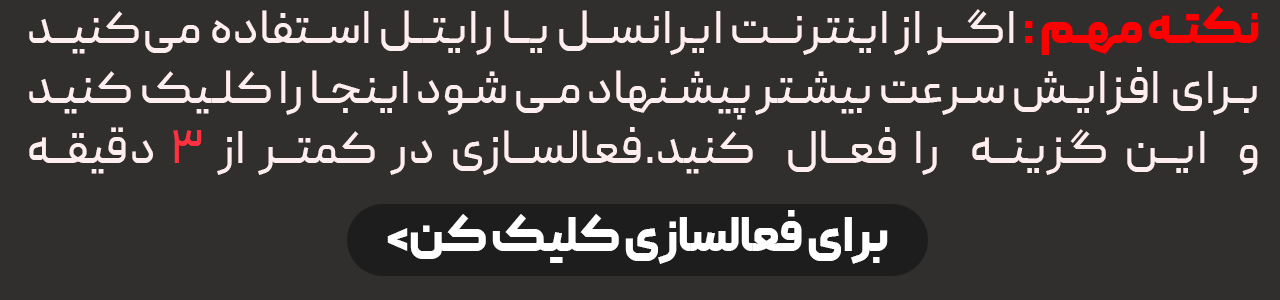 نکته مهم: اگر از اینترنت ایرانسل یا رایتل استفاده می‌کنید
برای افزایش سرعت بیشتر پیشنهاد می شود اینجا را کلیک کنید
و این گزینه را فعال کنید.فعالسازی در کمتر از ۳ دقیقه
برای فعالسازی کلیک کن>